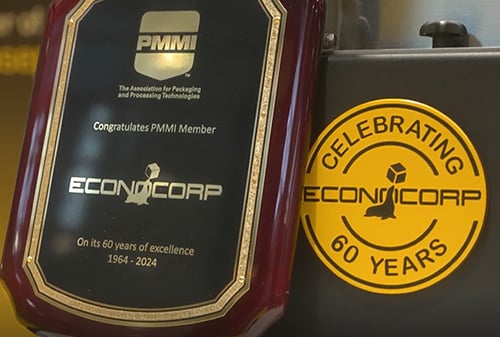 PMMI
TM
The Association for Packaging
and Processing Technologies
Congratulates PMMI Member
ECONOCORP
On its 60 years of excellence
1964 - 2024
CELEBRATING
ECONOCORP
60 YEARS